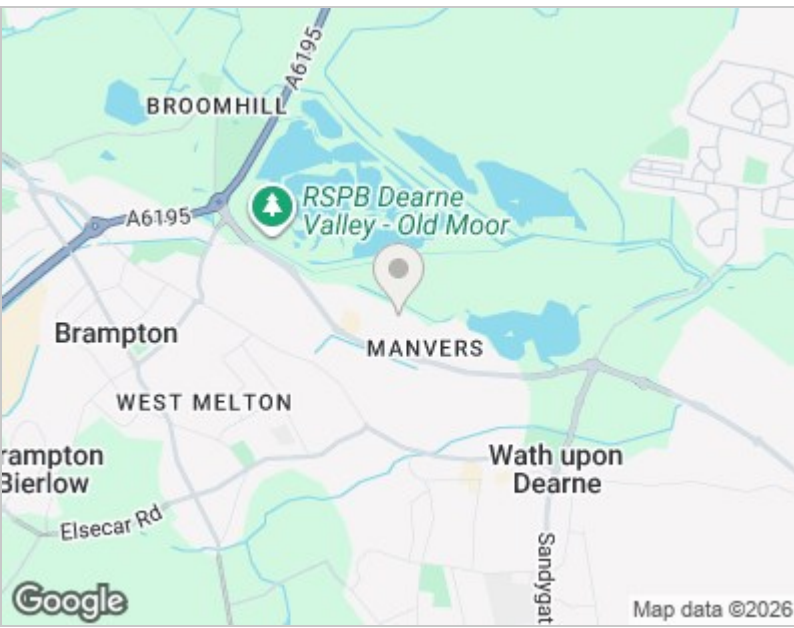 A6195
BROOMHILL
RSPB Dearne
Valley - Old Moor
A6195
Brampton
MANVERS
WEST MELTON
rampton
Bierlow
Wath upon
Dearne
Elsecar Rd
Sandygat
Google
Map data ©2026